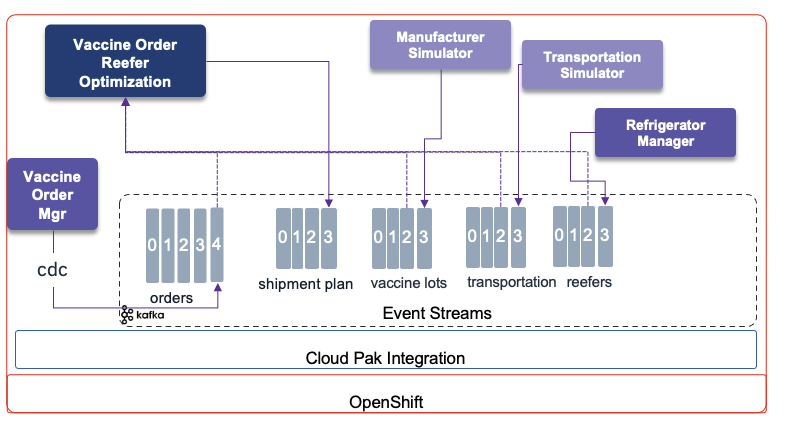 Vaccine Order
Reefer
Optimization
Manufacturer
Simulator
Transportation
Simulator
Refrigerator
Manager
Vaccine
Order
Mgr
cdc
0 1 2 3 4
orders
0 1 2 3
shipment plan
0 1 2 3
vaccine lots
0 1 2 3
transportation
0 1 2 3
reefers
kafka
Event Streams
Cloud Pak Integration
OpenShift